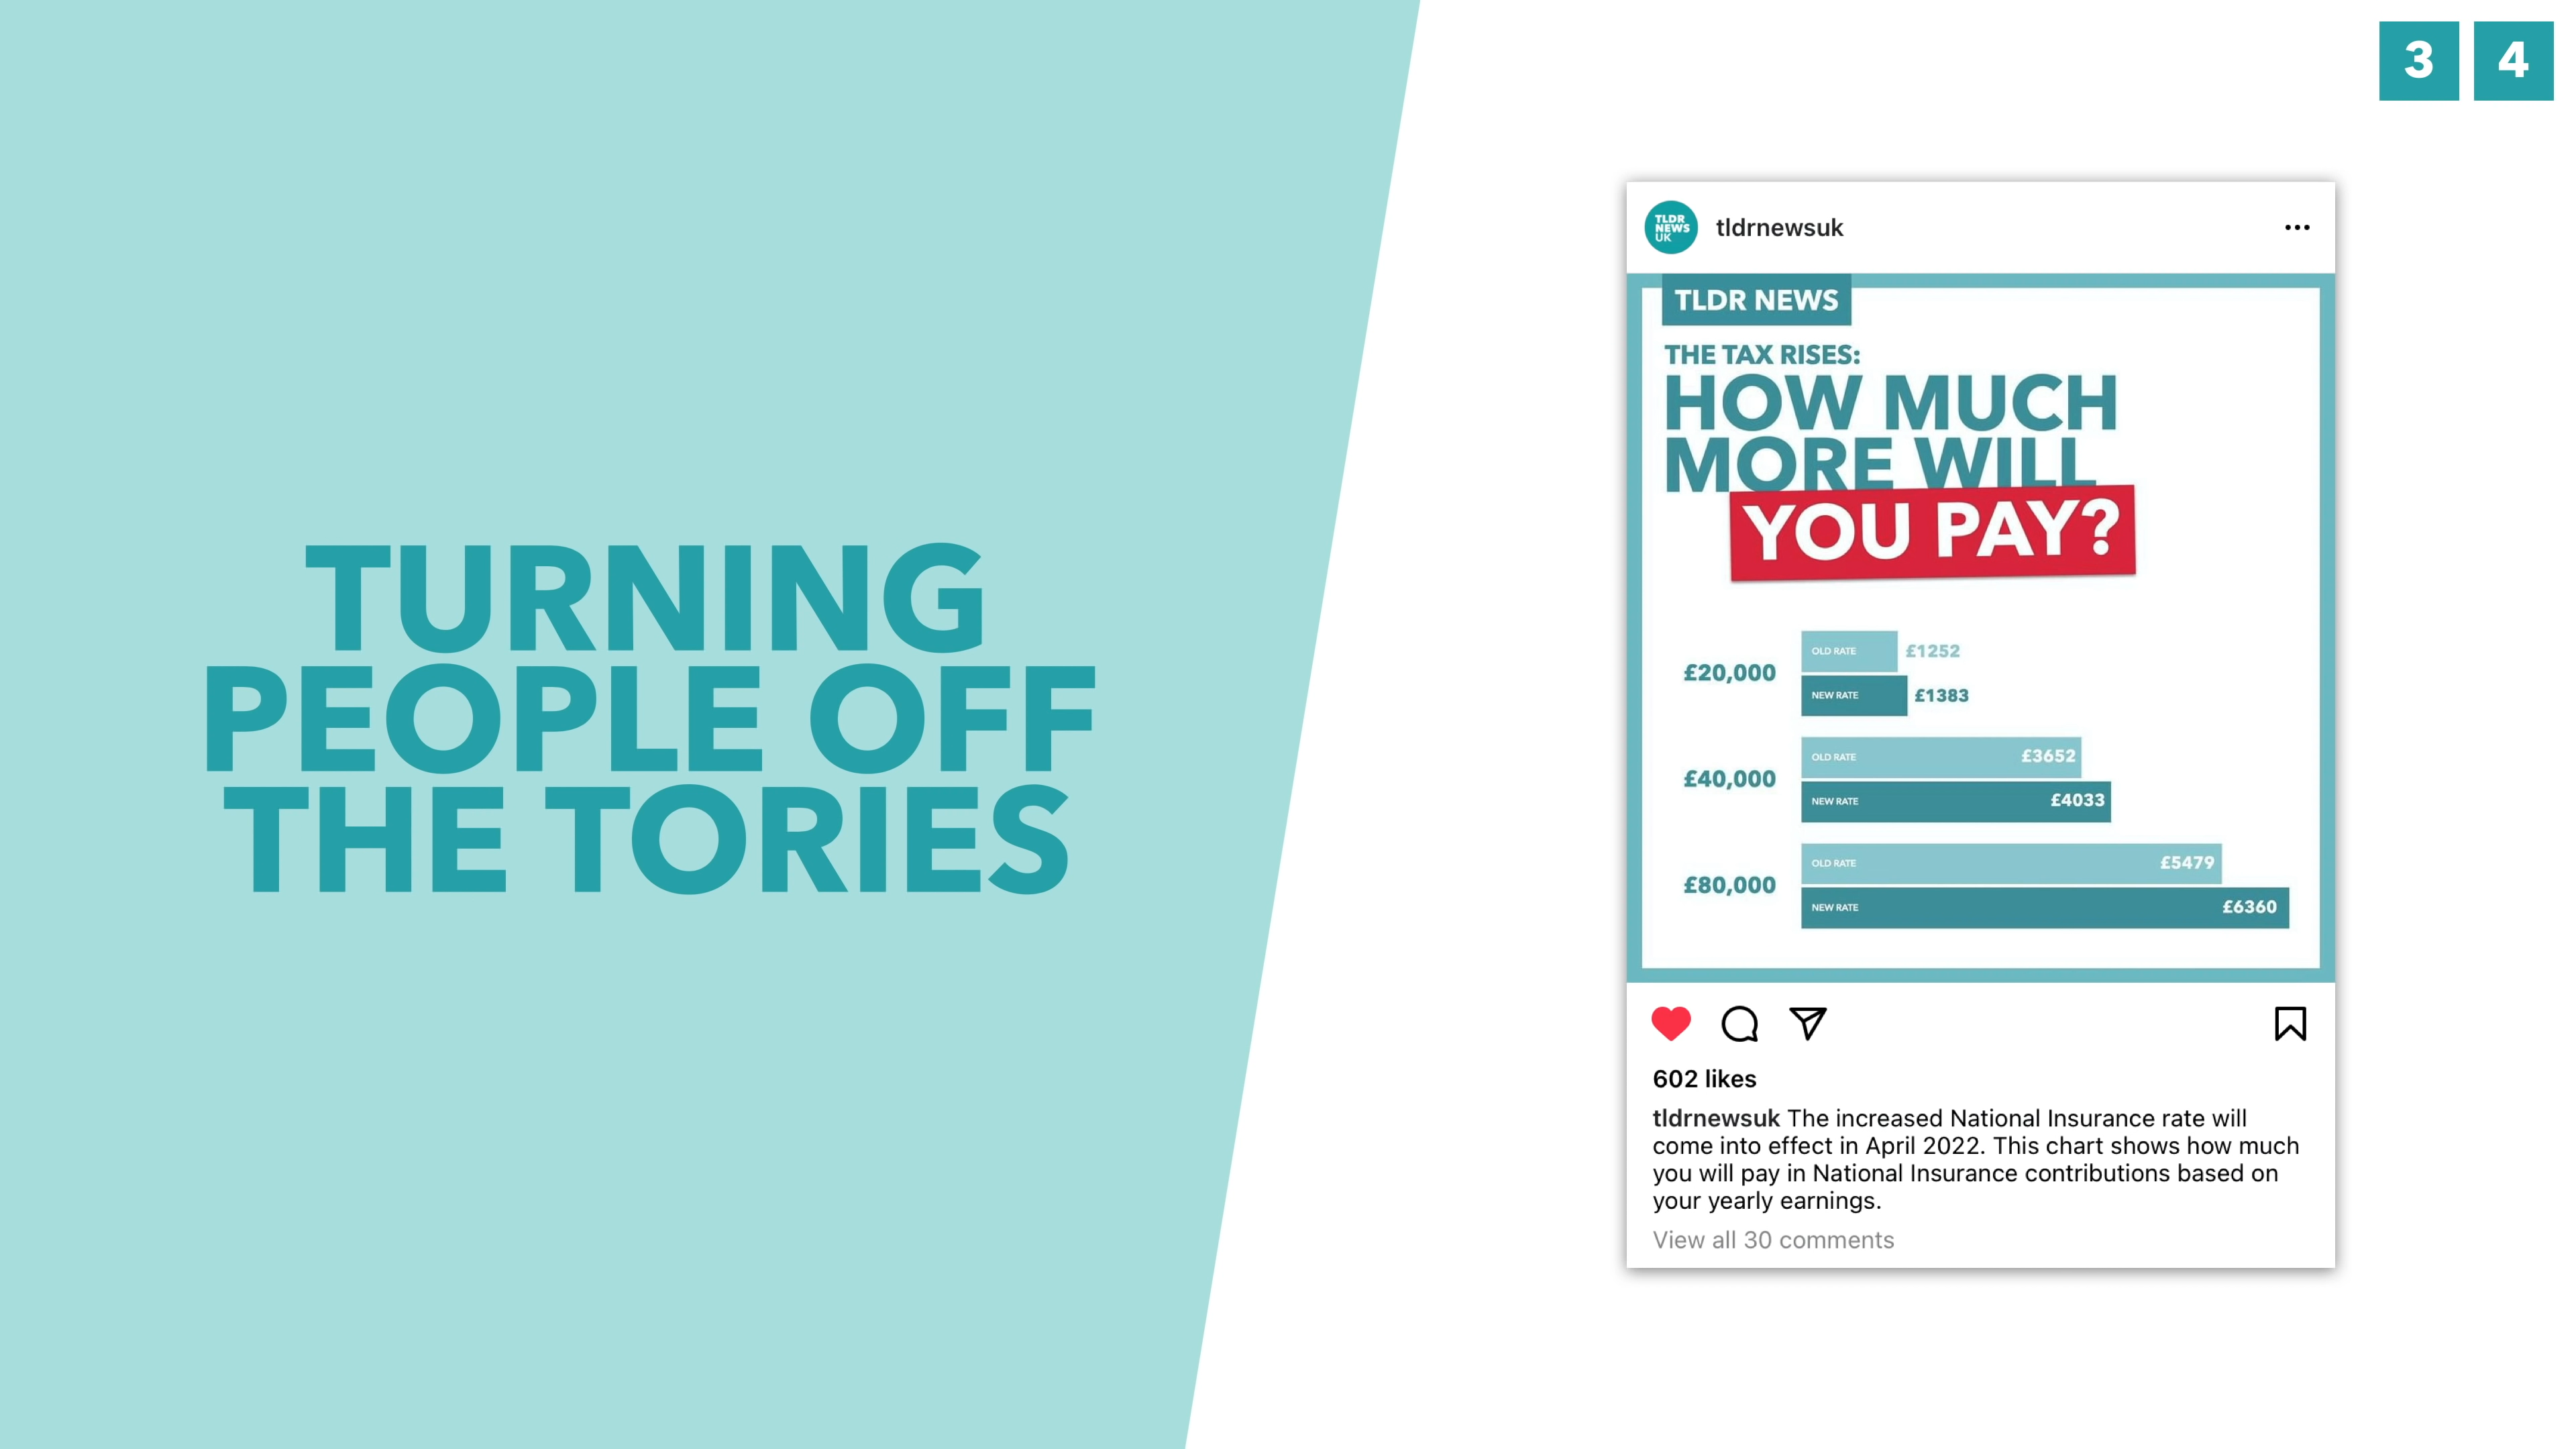 TURNING
PEOPLE OFF
THE TORIES
3 4
TLDR
NEWS
UK
tldrnewsuk
TLDR NEWS
THE TAX RISES:
HOW MUCH
MORE WILL
YOU PAY?
£20,000
OLD RATE £1252
NEW RATE £1383
£40,000
OLD RATE £3652
NEW RATE £4033
£80,000
OLD RATE £5479
NEW RATE £6360
602 likes
tldrnewsuk The increased National Insurance rate will
come into effect in April 2022. This chart shows how much
you will pay in National Insurance contributions based on
your yearly earnings.
View all 30 comments